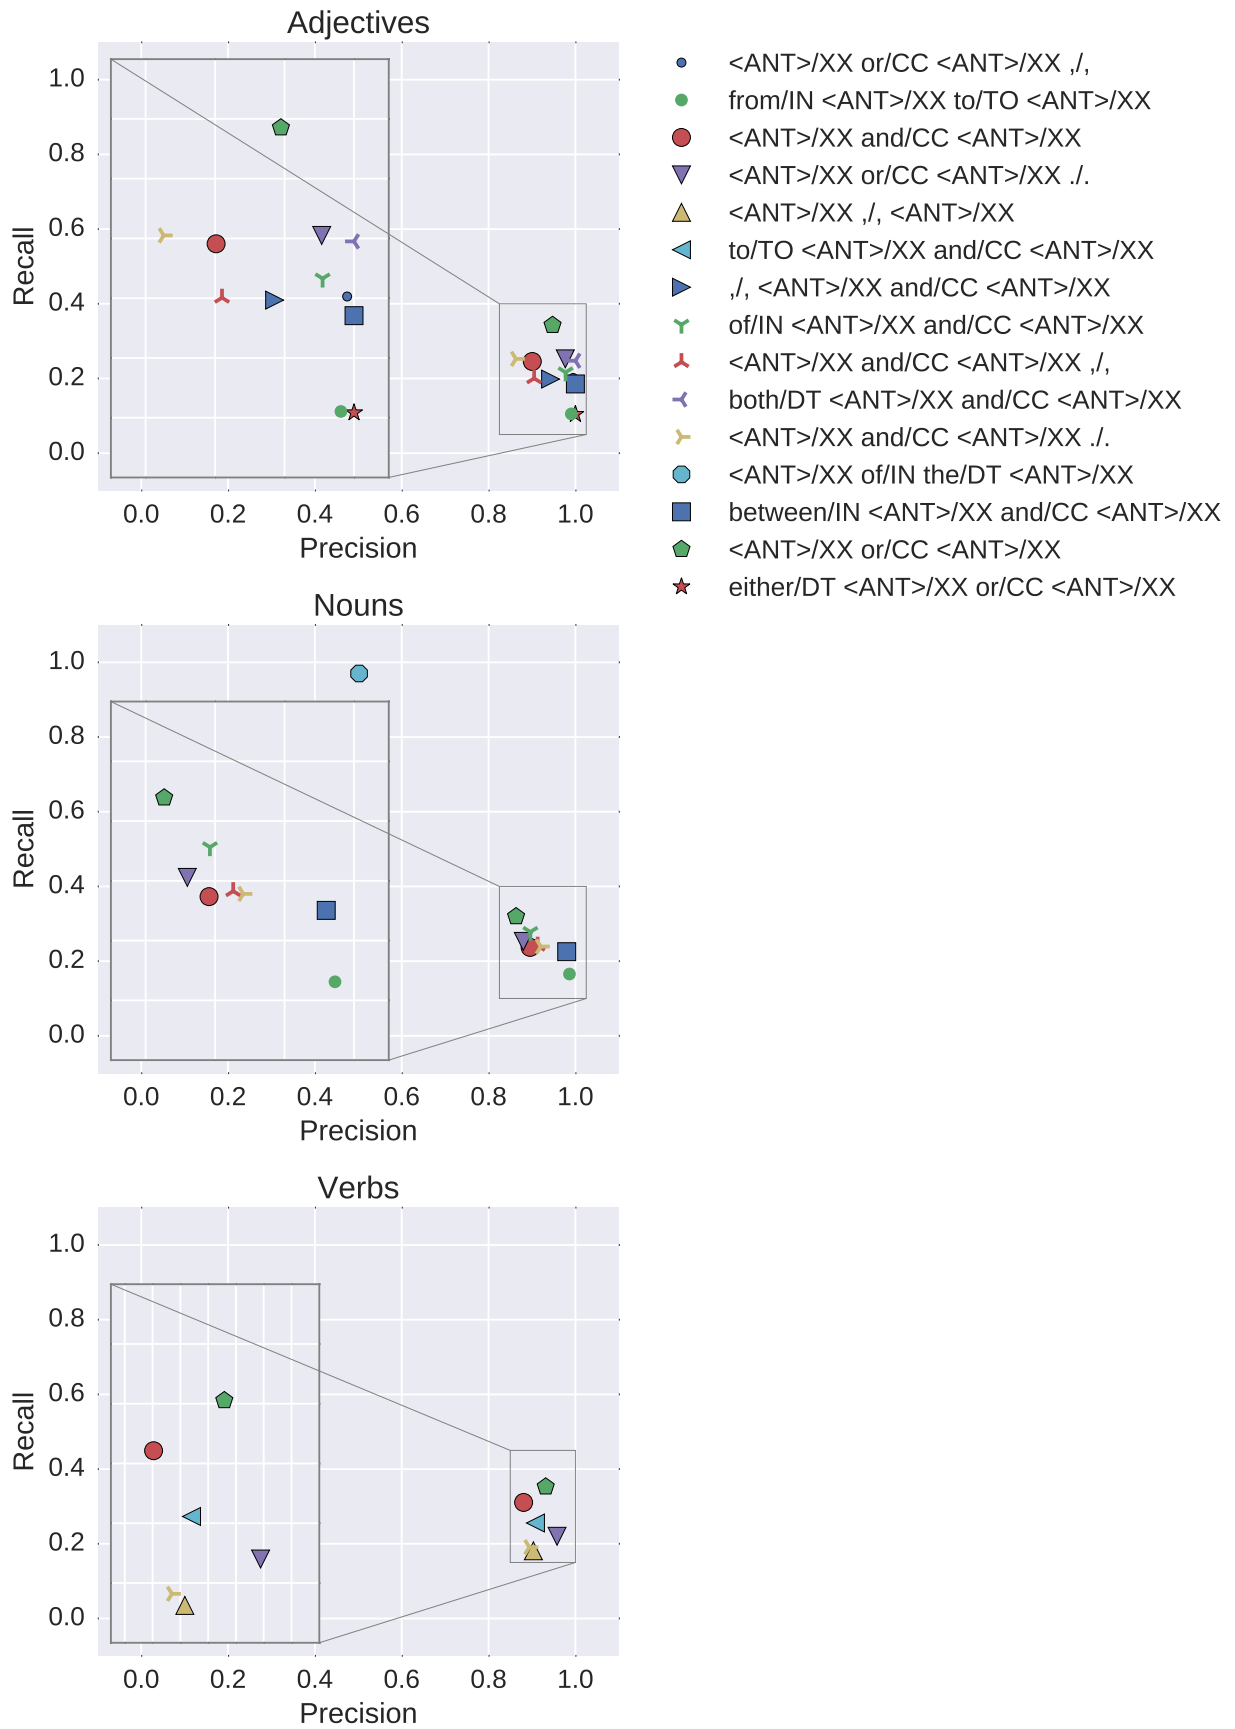 Adjectives
1.0
0.8
0.6
0.4
0.2
0.0
Recall
0.0 0.2 0.4 0.6 0.8 1.0
Precision
<ANT>/XX or/CC <ANT>/XX ,/,
from/IN <ANT>/XX to/TO <ANT>/XX
<ANT>/XX and/CC <ANT>/XX
<ANT>/XX or/CC <ANT>/XX ./.
<ANT>/XX ,/, <ANT>/XX
to/TO <ANT>/XX and/CC <ANT>/XX
,/, <ANT>/XX and/CC <ANT>/XX
of/IN <ANT>/XX and/CC <ANT>/XX
<ANT>/XX and/CC <ANT>/XX ,/,
both/DT <ANT>/XX and/CC <ANT>/XX
<ANT>/XX and/CC <ANT>/XX ./.
<ANT>/XX of/IN the/DT <ANT>/XX
between/IN <ANT>/XX and/CC <ANT>/XX
<ANT>/XX or/CC <ANT>/XX
either/DT <ANT>/XX or/CC <ANT>/XX
Nouns
1.0
0.8
0.6
0.4
0.2
0.0
Recall
0.0 0.2 0.4 0.6 0.8 1.0
Precision
Verbs
1.0
0.8
0.6
0.4
0.2
0.0
Recall
0.0 0.2 0.4 0.6 0.8 1.0
Precision